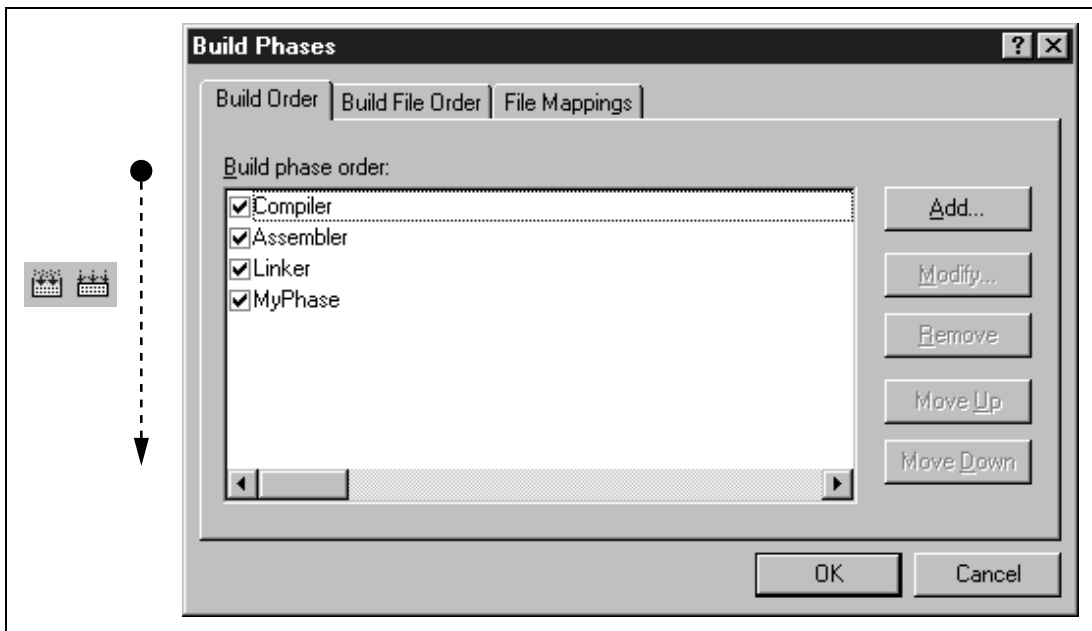 Build Phases
Build Order Build File Order File Mappings
Build phase order:
Compiler
Assembler
Linker
MyPhase
Add...
Modify...
Remove
Move Up
Move Down
OK Cancel